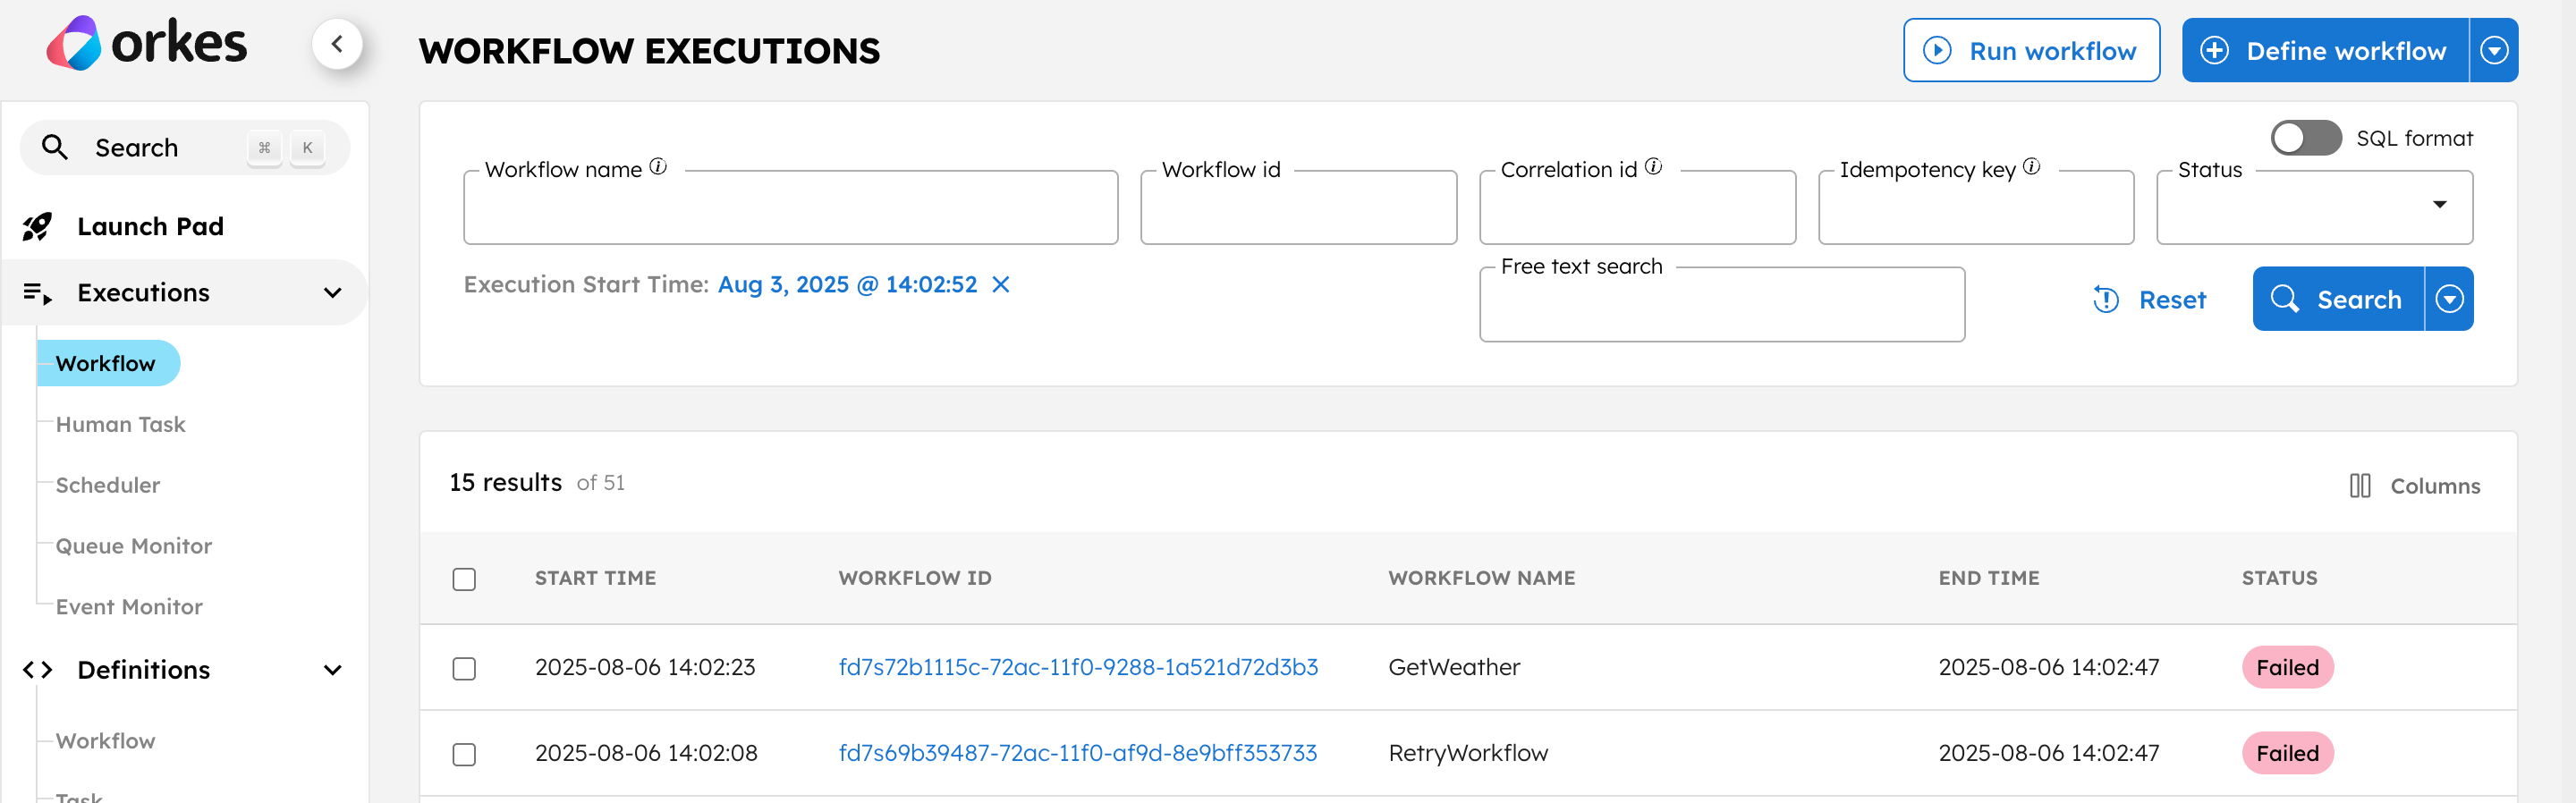 orkes
WORKFLOW EXECUTIONS
Run workflow
Define workflow
Search ⌘ K
Launch Pad
Executions
Workflow
Human Task
Scheduler
Queue Monitor
Event Monitor
Definitions
Workflow
Task
SQL format
Workflow name
Workflow id
Correlation id
Idempotency key
Status
Execution Start Time: Aug 3, 2025 @ 14:02:52
Free text search
Reset
Search
15 results of 51
Columns
START TIME WORKFLOW ID WORKFLOW NAME END TIME STATUS
2025-08-06 14:02:23 fd7s72b1115c-72ac-11f0-9288-1a521d72d3b3 GetWeather 2025-08-06 14:02:47 Failed
2025-08-06 14:02:08 fd7s69b39487-72ac-11f0-af9d-8e9bff353733 RetryWorkflow 2025-08-06 14:02:47 Failed